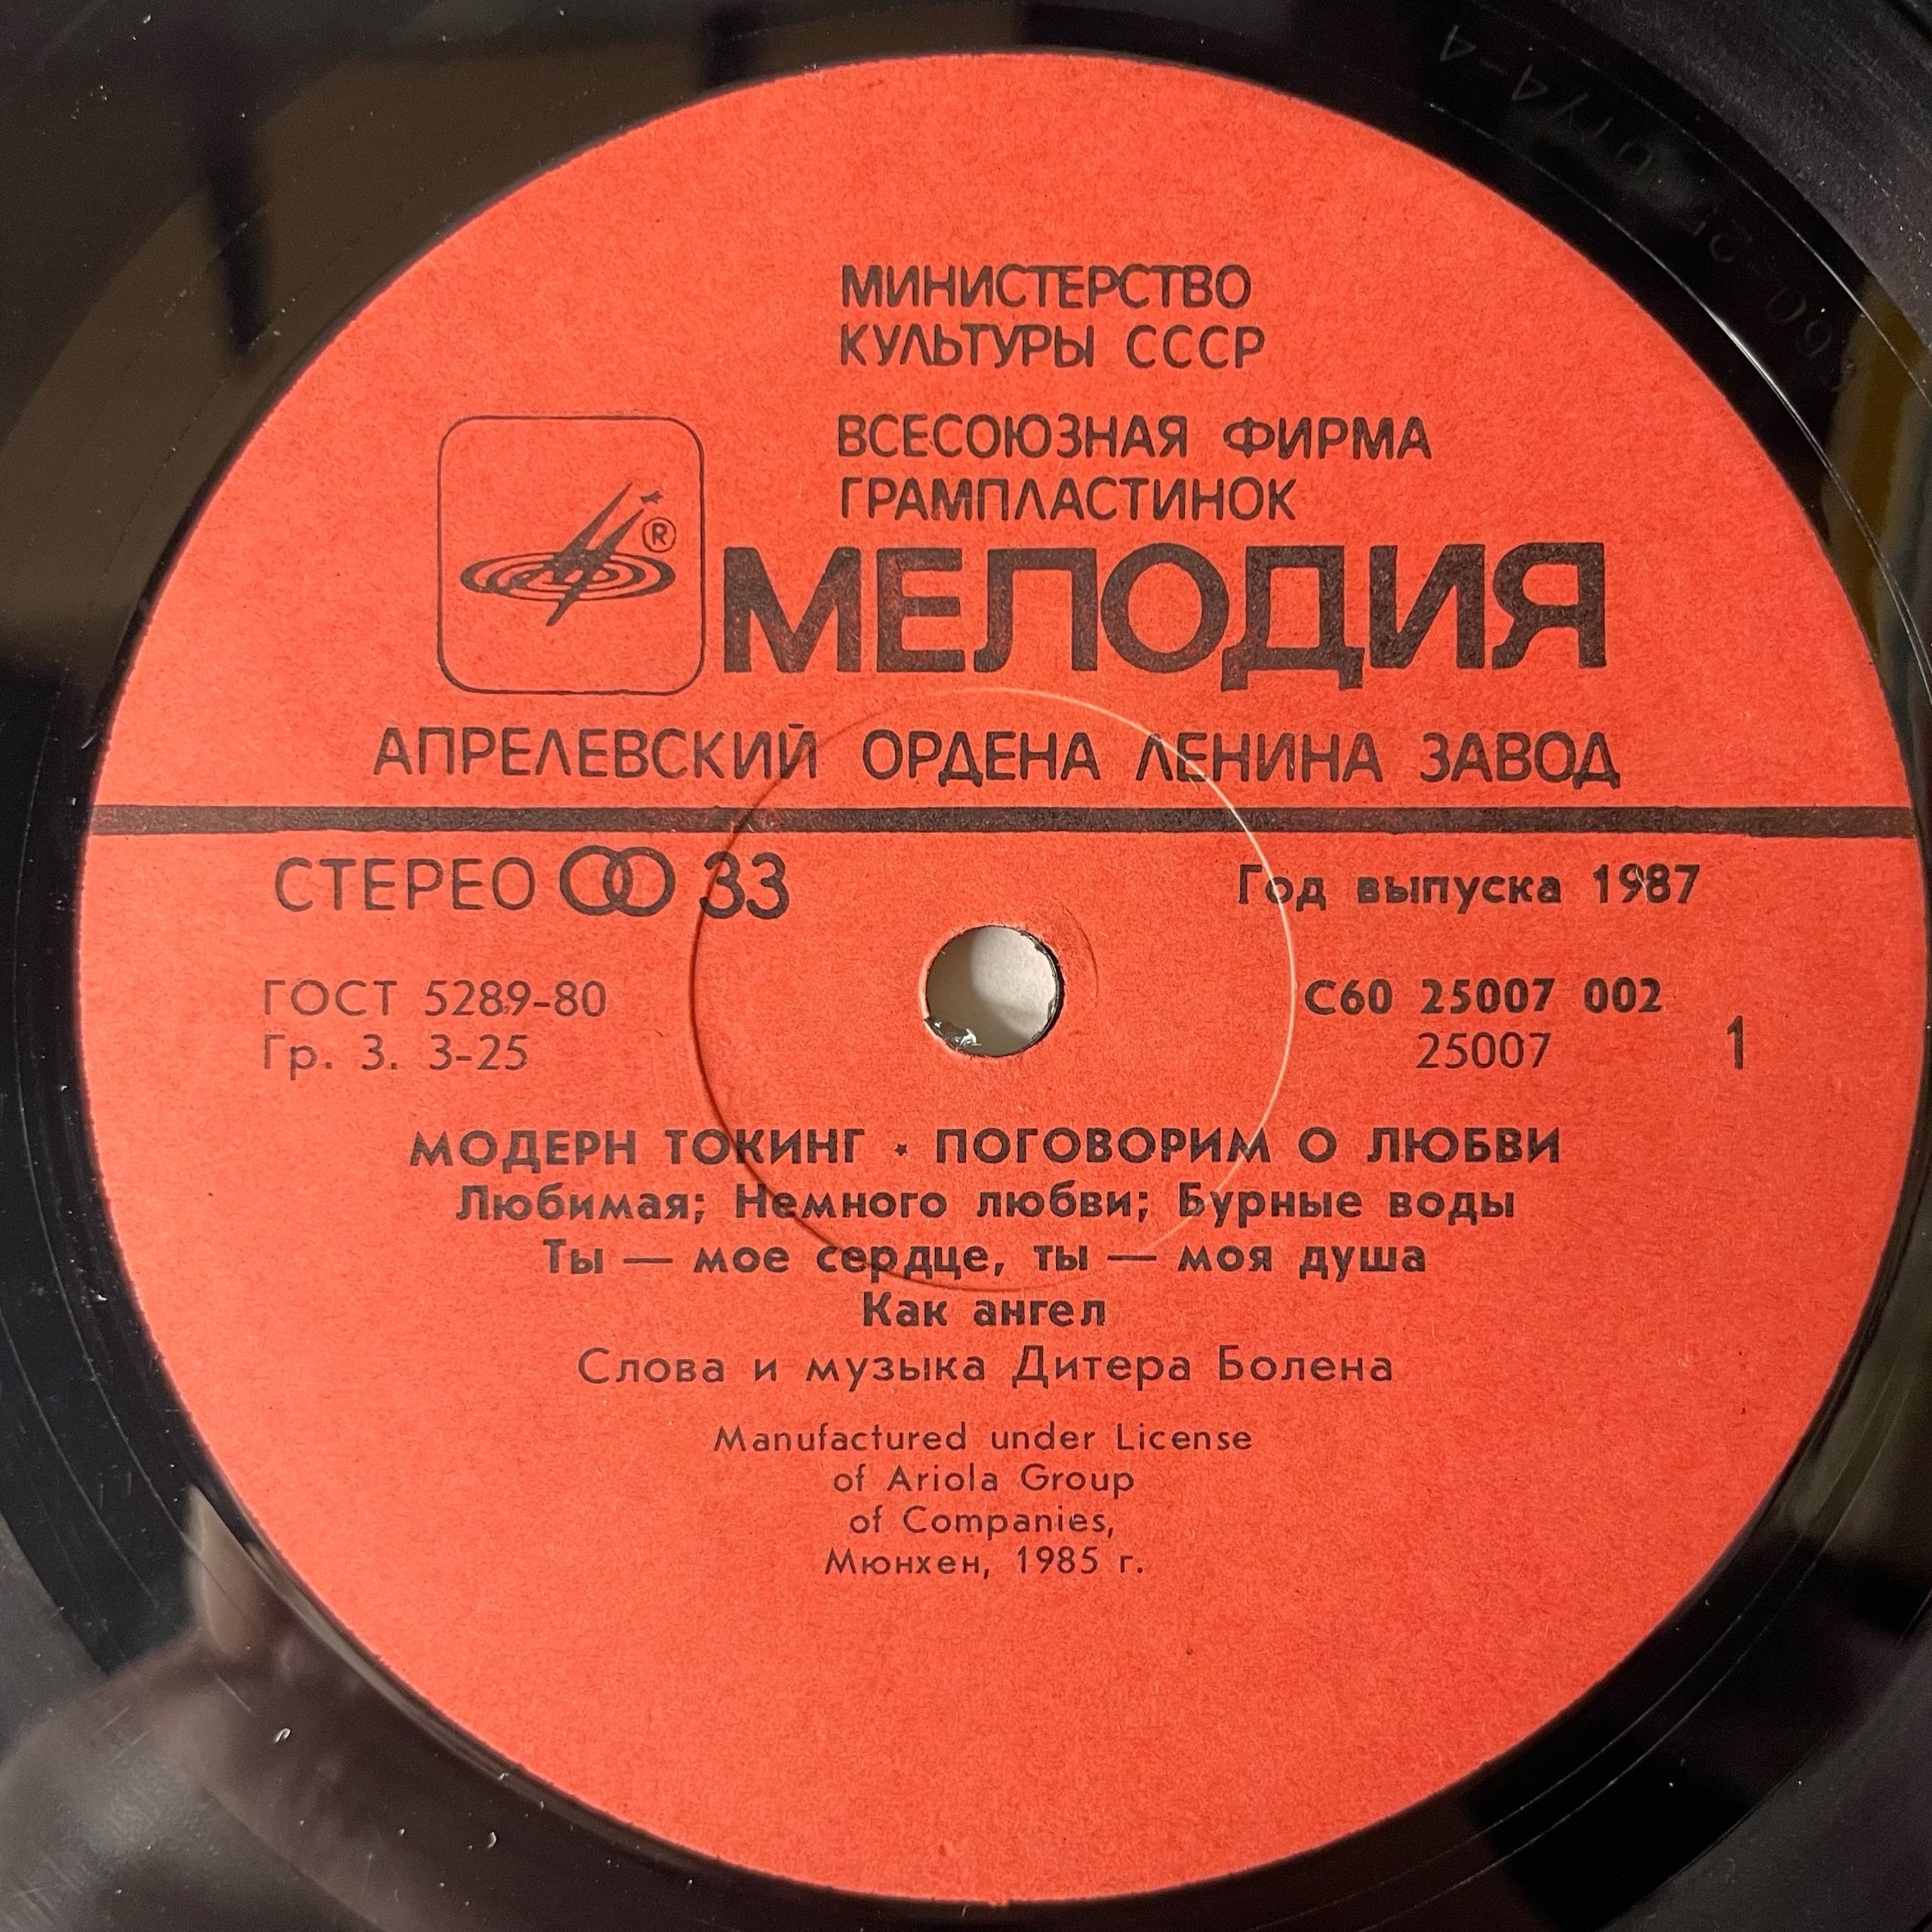 МИНИСТЕРСТВО
КУЛЬТУРЫ СССР
ВСЕСОЮЗНАЯ ФИРМА
ГРАМПЛАСТИНОК
®
МЕЛОДИЯ
АПРЕЛЕВСКИЙ ОРДЕНА ЛЕНИНА ЗАВОД
СТЕРЕО 33
Год выпуска 1987
ГОСТ 5289-80
Гр. 3. 3-25
С60 25007 002
25007
1
МОДЕРН ТОКИНГ ⋆ ПОГОВОРИМ О ЛЮБВИ
Любимая; Немного любви; Бурные воды
Ты — мое сердце, ты — моя душа
Как ангел
Слова и музыка Дитера Болена
Manufactured under License
of Ariola Group
of Companies,
Мюнхен, 1985 г.